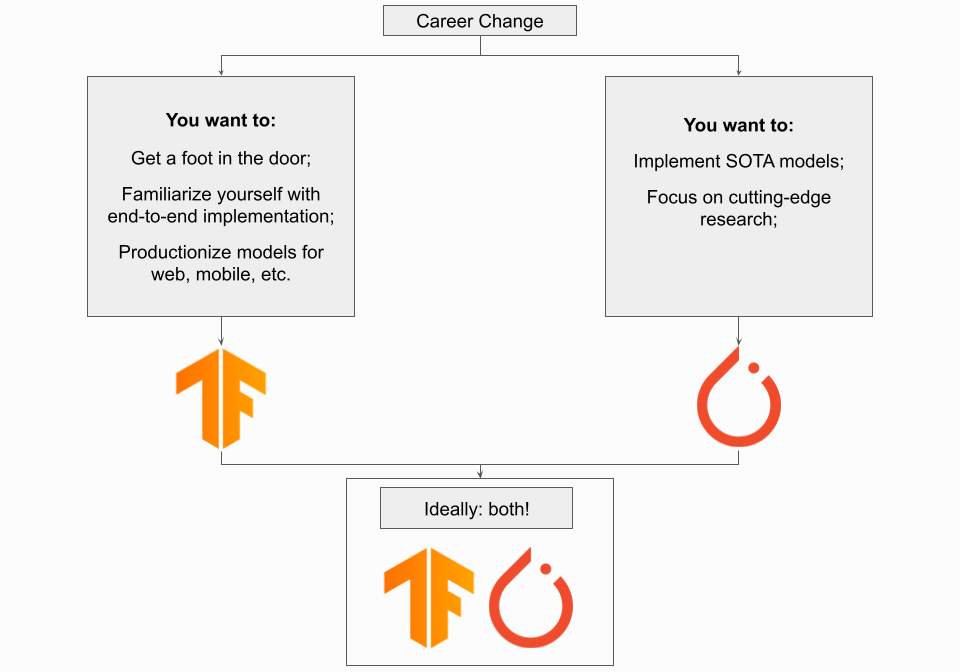 Career Change
You want to:
Get a foot in the door;
Familiarize yourself with
end-to-end implementation;
Productionize models for
web, mobile, etc.
You want to:
Implement SOTA models;
Focus on cutting-edge
research;
Ideally: both!